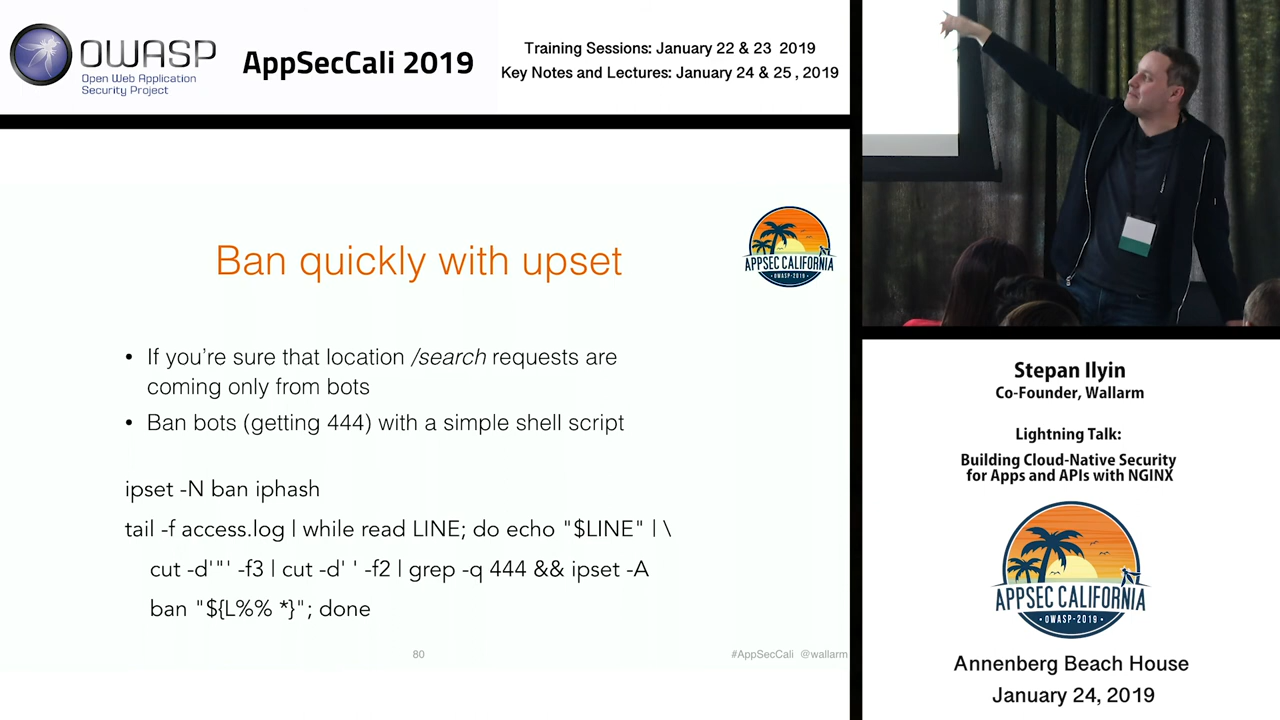 OWASP
Open Web Application
Security Project
AppSecCali 2019
Training Sessions: January 22 & 23 2019
Key Notes and Lectures: January 24 & 25 , 2019
APPSEC CALIFORNIA
• OWASP-2019 •
Ban quickly with upset
• If you're sure that location /search requests are
coming only from bots
• Ban bots (getting 444) with a simple shell script
ipset -N ban iphash
tail -f access.log | while read LINE; do echo "$LINE" | \
cut -d'"' -f3 | cut -d' ' -f2 | grep -q 444 && ipset -A
ban "${L%% *}"; done
80
#AppSecCali @wallarm
Stepan Ilyin
Co-Founder, Wallarm
Lightning Talk:
Building Cloud-Native Security
for Apps and APIs with NGINX
APPSEC CALIFORNIA
• OWASP-2019 •
Annenberg Beach House
January 24, 2019